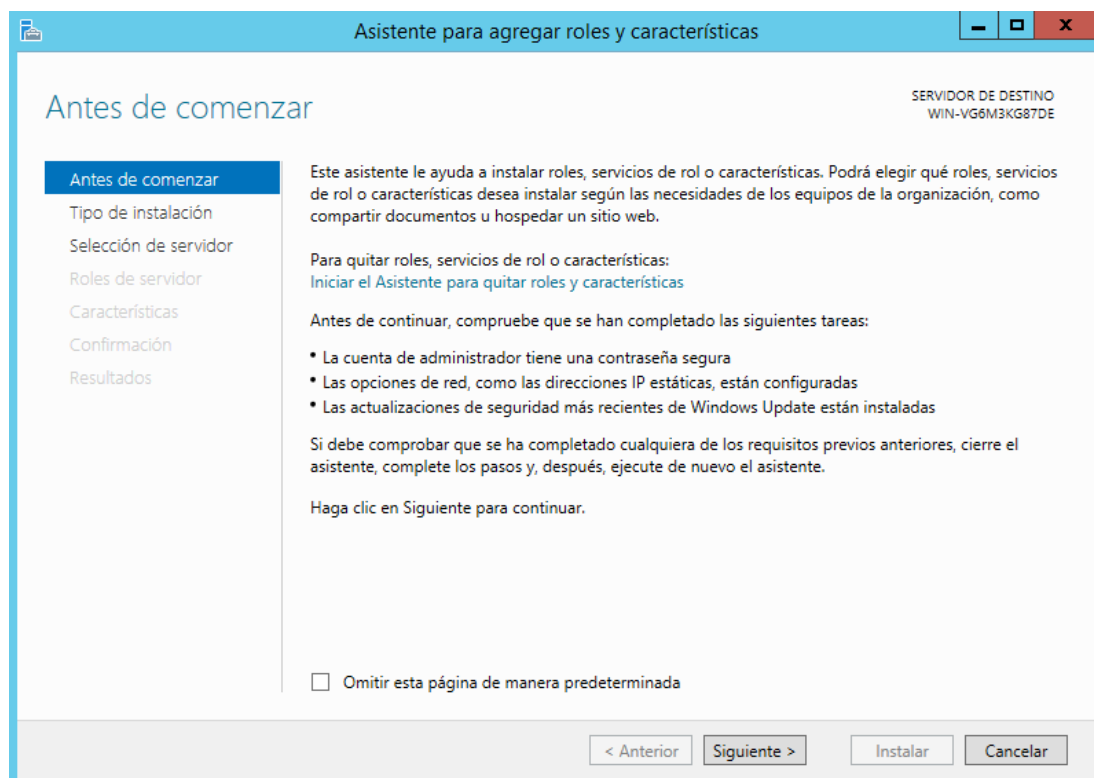 Asistente para agregar roles y características
Antes de comenzar
SERVIDOR DE DESTINO
WIN-VG6M3KG87DE
Antes de comenzar
Tipo de instalación
Selección de servidor
Roles de servidor
Características
Confirmación
Resultados
Este asistente le ayuda a instalar roles, servicios de rol o características. Podrá elegir qué roles, servicios
de rol o características desea instalar según las necesidades de los equipos de la organización, como
compartir documentos u hospedar un sitio web.
Para quitar roles, servicios de rol o características:
Iniciar el Asistente para quitar roles y características
Antes de continuar, compruebe que se han completado las siguientes tareas:
• La cuenta de administrador tiene una contraseña segura
• Las opciones de red, como las direcciones IP estáticas, están configuradas
• Las actualizaciones de seguridad más recientes de Windows Update están instaladas
Si debe comprobar que se ha completado cualquiera de los requisitos previos anteriores, cierre el
asistente, complete los pasos y, después, ejecute de nuevo el asistente.
Haga clic en Siguiente para continuar.
Omitir esta página de manera predeterminada
< Anterior
Siguiente >
Instalar
Cancelar